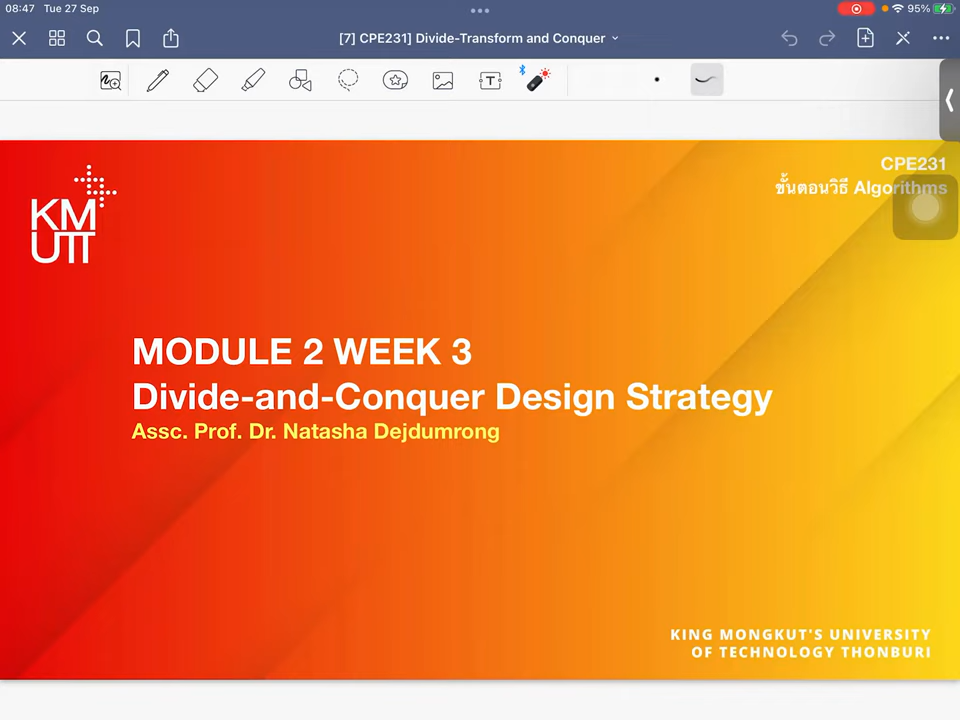 08:47 Tue 27 Sep
95%
[7] CPE231] Divide-Transform and Conquer
T
CPE231
ขั้นตอนวิธี Algorithms
KM
UTT
MODULE 2 WEEK 3
Divide-and-Conquer Design Strategy
Assc. Prof. Dr. Natasha Dejdumrong
KING MONGKUT'S UNIVERSITY
OF TECHNOLOGY THONBURI